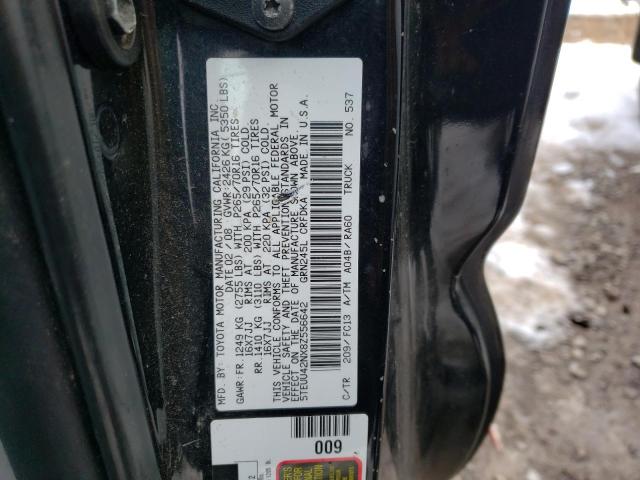 MFD. BY: TOYOTA MOTOR MANUFACTURING CALIFORNIA INC.
DATE 02 / 08 GVWR: 2426 KG( 5350 LBS)
GAWR: FR. 1249 KG (2755 LBS) WITH P265/70R16 TIRES
16X7JJ RIMS AT 200 KPA (29 PSI) COLD
RR. 1410 KG (3110 LBS) WITH P265/70R16 TIRES
16X7JJ RIMS AT 220 KPA (32 PSI) COLD
THIS VEHICLE CONFORMS TO ALL APPLICABLE FEDERAL MOTOR
VEHICLE SAFETY AND THEFT PREVENTION STANDARDS IN
EFFECT ON THE DATE OF MANUFACTURE SHOWN ABOVE.
5TEUU42NX8Z556642 GRN245L CRFDKA MADE IN U.S.A.
C/TR 209/FC13 A/TM A04B/ RA60 TRUCK NO. 537
009